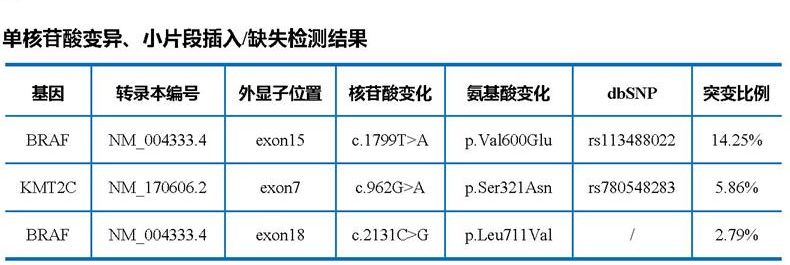 单核苷酸变异、小片段插入/缺失检测结果
基因 转录本编号 外显子位置 核苷酸变化 氨基酸变化 dbSNP 突变比例
BRAF NM_004333.4 exon15 c.1799T>A p.Val600Glu rs113488022 14.25%
KMT2C NM_170606.2 exon7 c.962G>A p.Ser321Asn rs780548283 5.86%
BRAF NM_004333.4 exon18 c.2131C>G p.Leu711Val / 2.79%